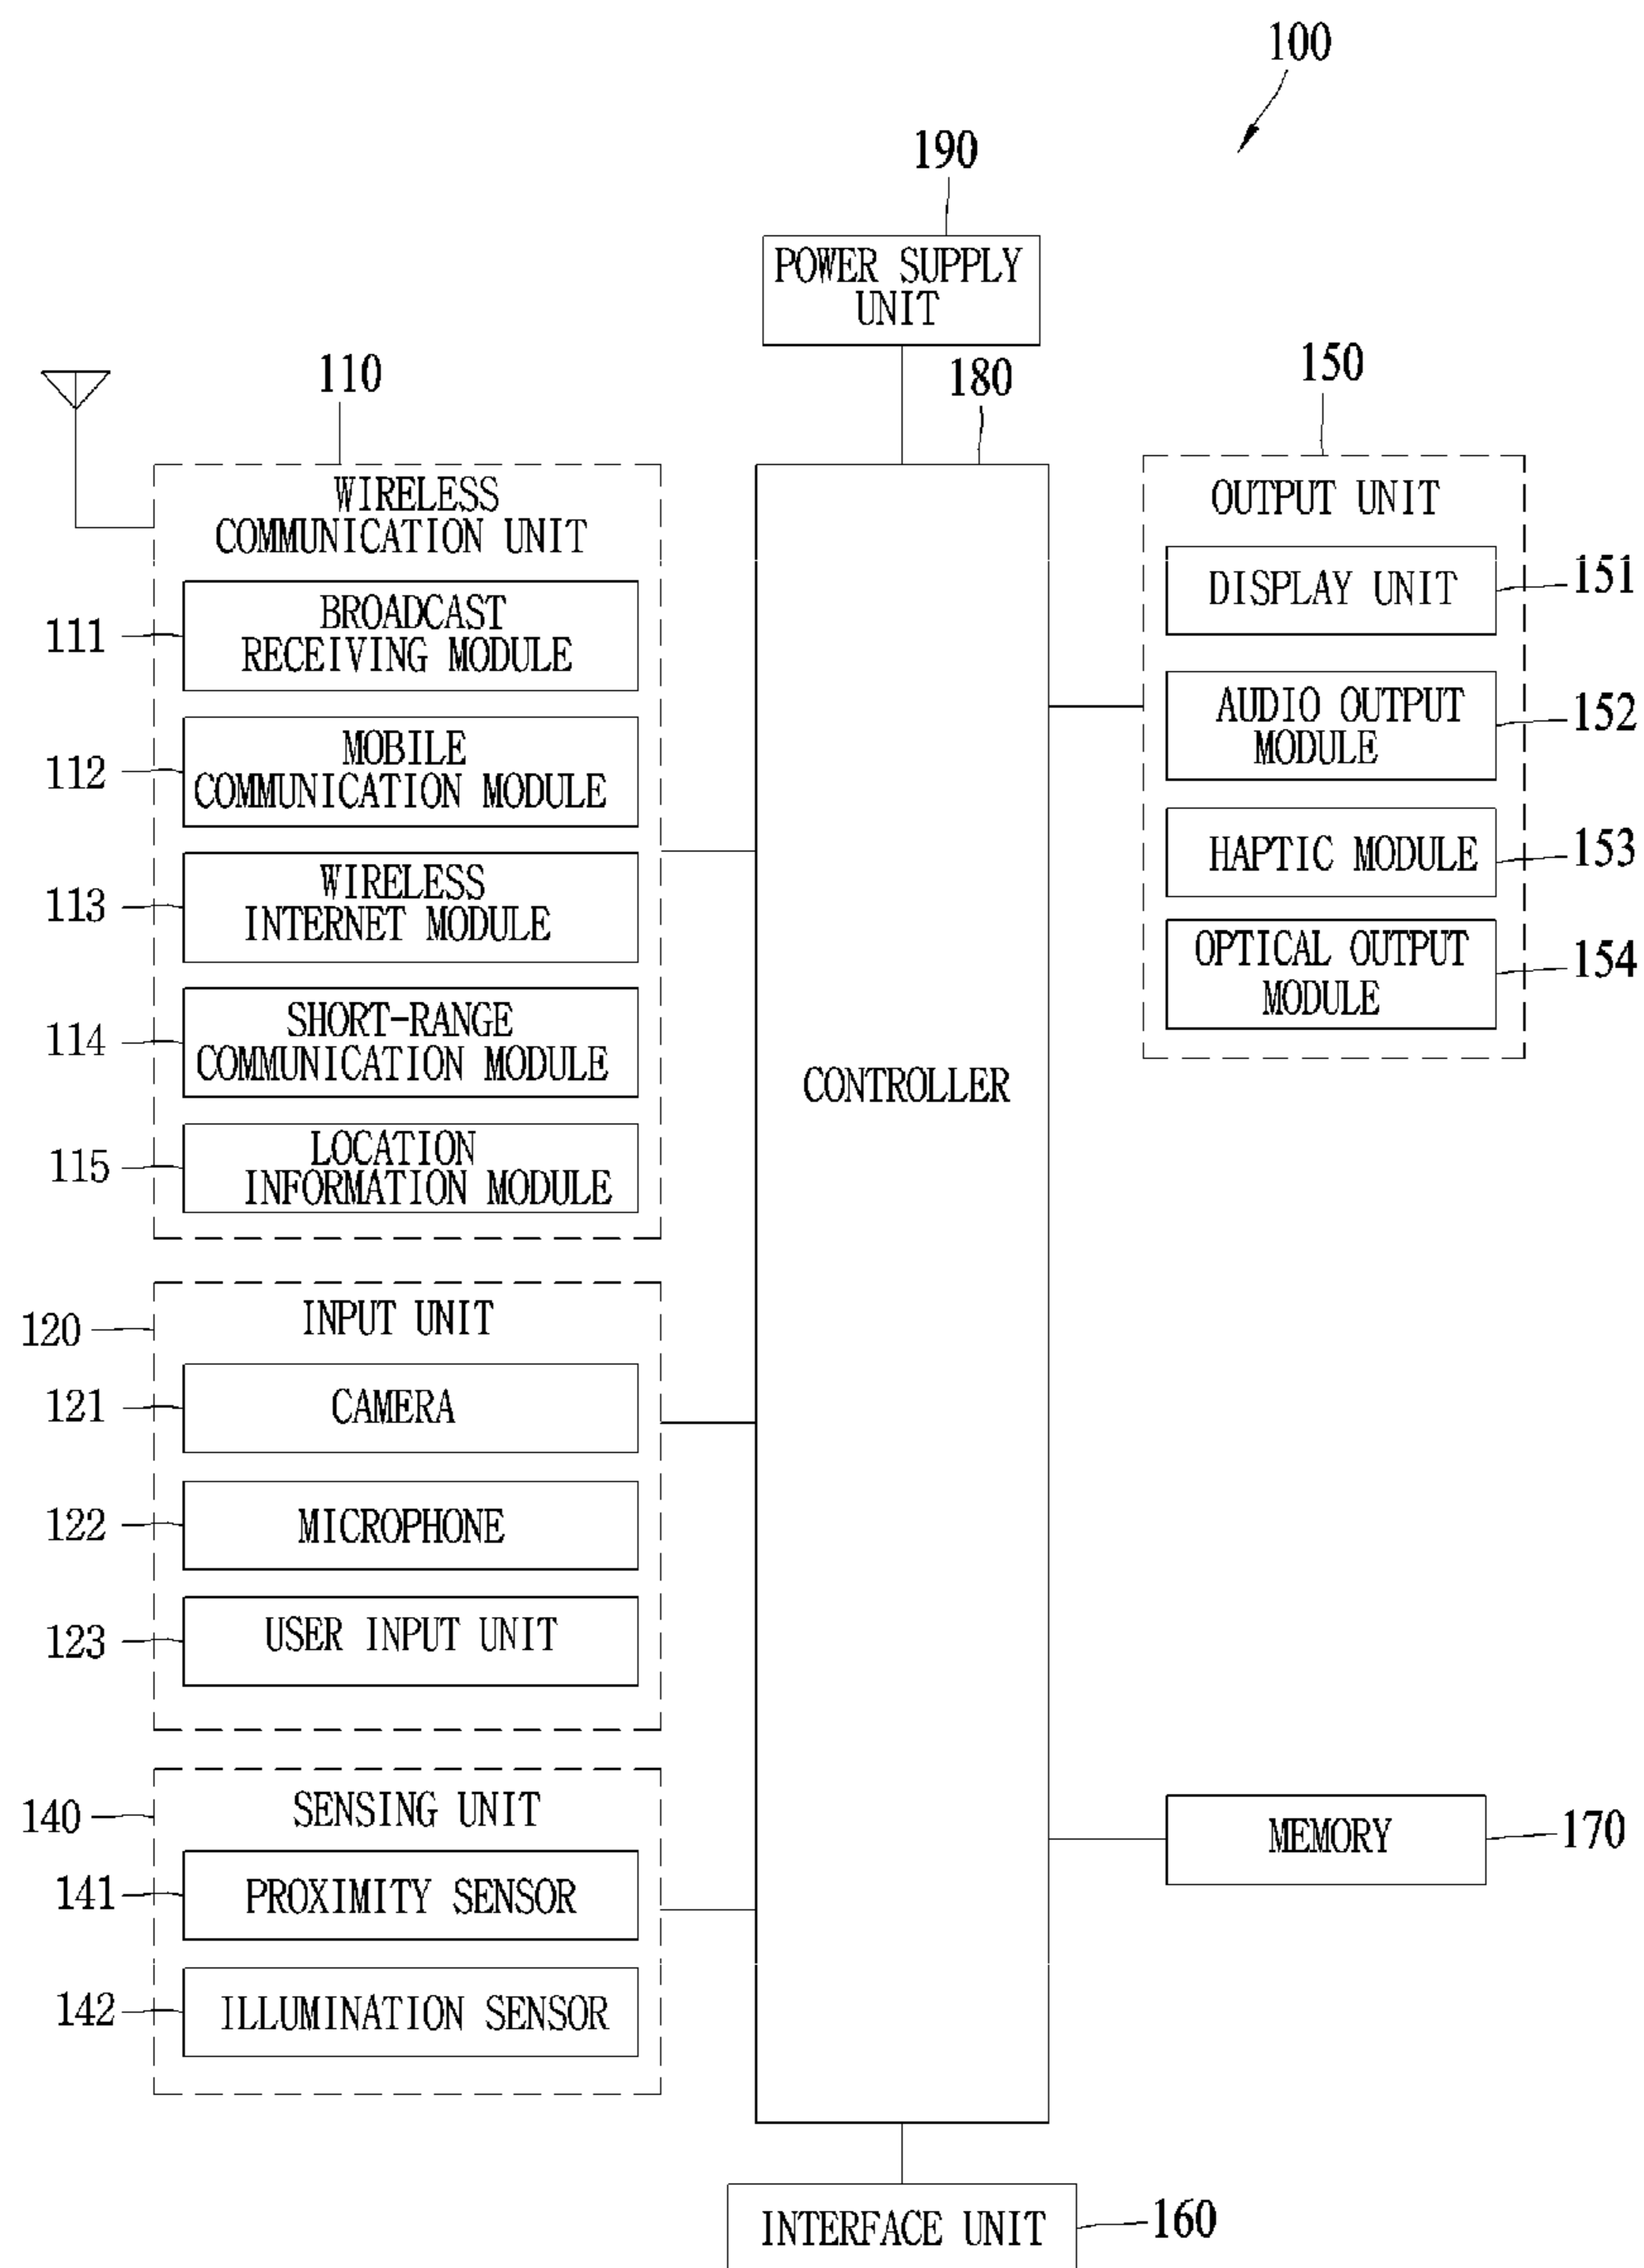 100
190
POWER SUPPLY
UNIT
110
180
150
WIRELESS
COMMUNICATION UNIT
111
BROADCAST
RECEIVING MODULE
112
MOBILE
COMMUNICATION MODULE
113
WIRELESS
INTERNET MODULE
114
SHORT-RANGE
COMMUNICATION MODULE
115
LOCATION
INFORMATION MODULE
120
INPUT UNIT
121
CAMERA
122
MICROPHONE
123
USER INPUT UNIT
140
SENSING UNIT
141
PROXIMITY SENSOR
142
ILLUMINATION SENSOR
CONTROLLER
OUTPUT UNIT
DISPLAY UNIT
151
AUDIO OUTPUT
MODULE
152
HAPTIC MODULE
153
OPTICAL OUTPUT
MODULE
154
MEMORY
170
INTERFACE UNIT
160